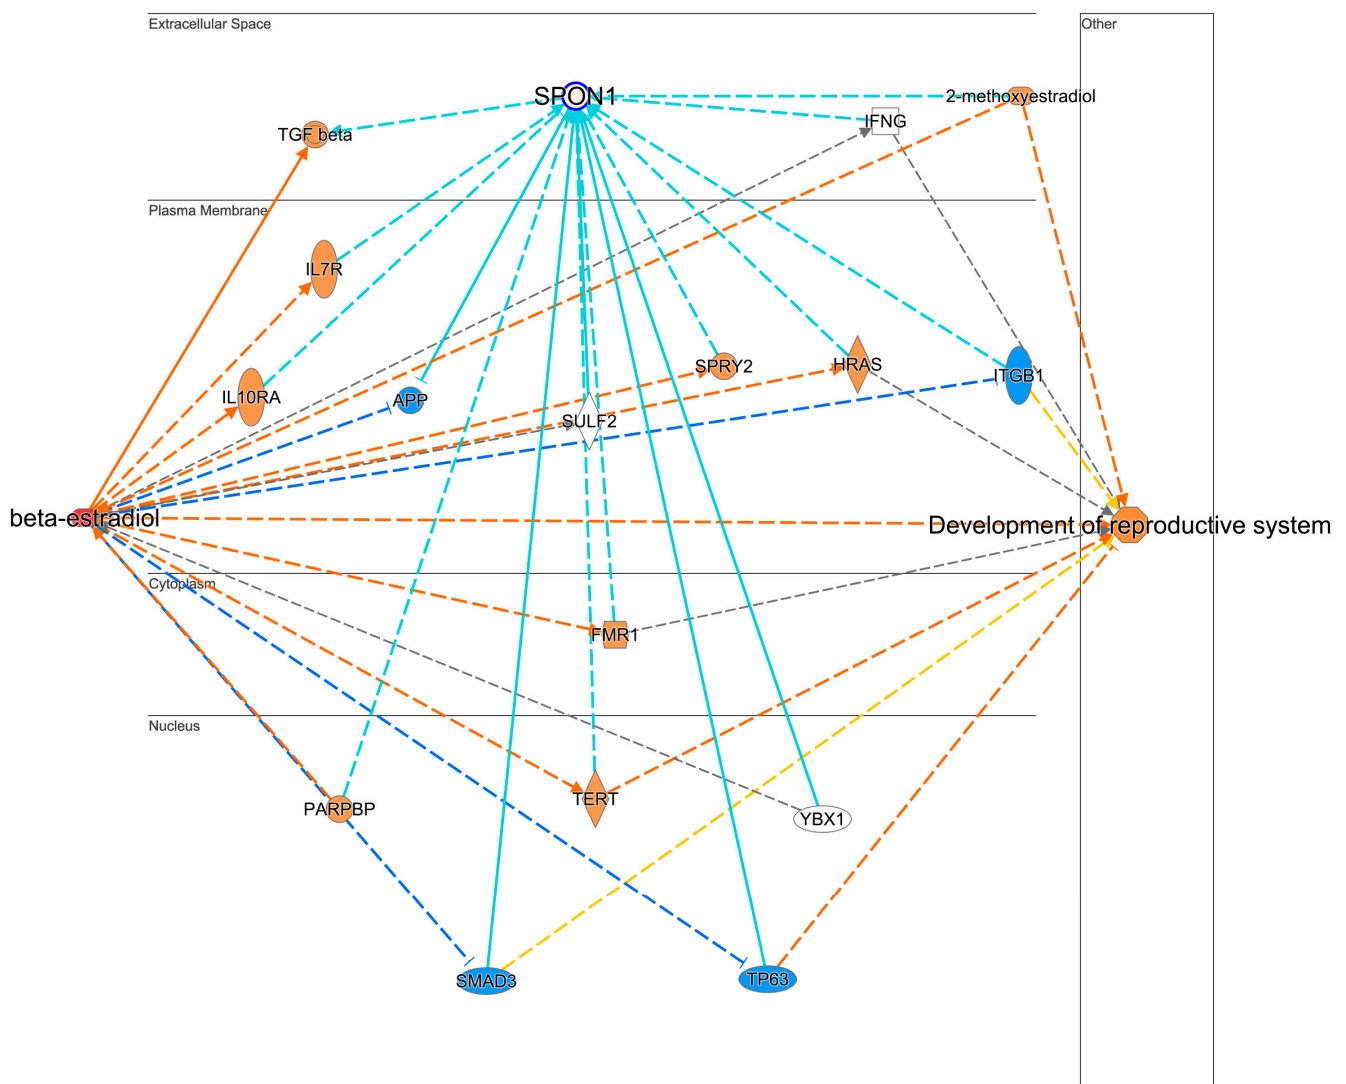 Extracellular Space
Other
SPON1
2-methoxyestradiol
IFNG
TGF beta
Plasma Membrane
IL7R
SPRY2
HRAS
ITGB1
IL10RA
APP
SULF2
beta-estradiol
Development of reproductive system
Cytoplasm
FMR1
Nucleus
TERT
PARPBP
YBX1
SMAD3
TP63